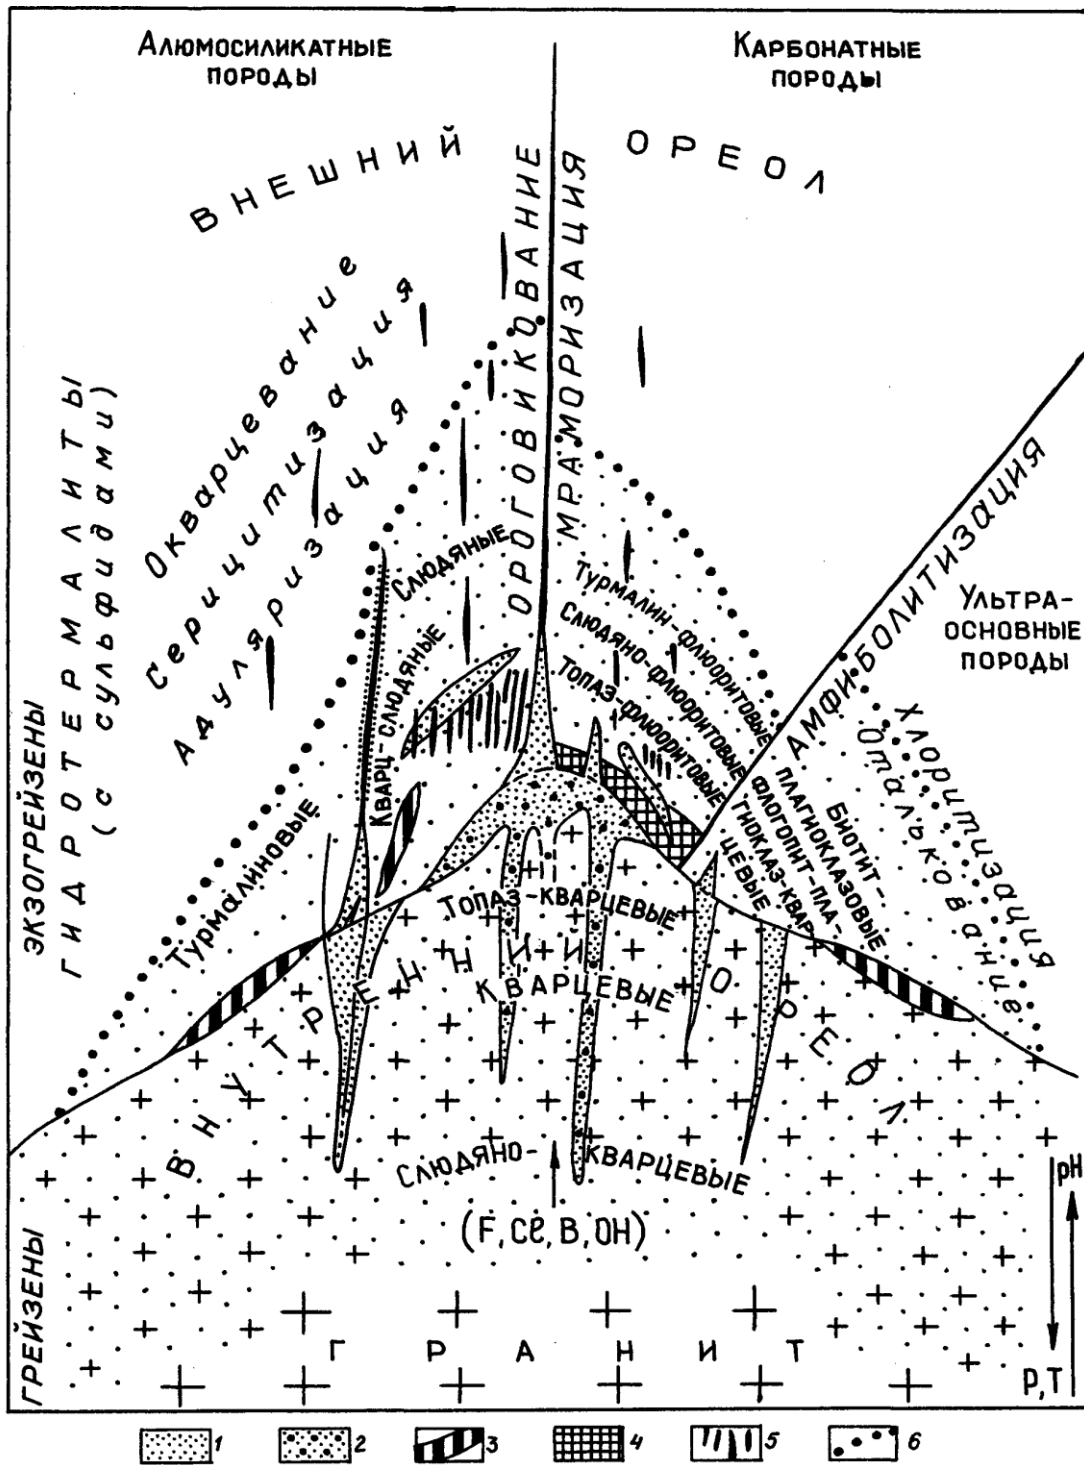 АЛЮМОСИЛИКАТНЫЕ
ПОРОДЫ
КАРБОНАТНЫЕ
ПОРОДЫ
ВНЕШНИЙ ОРЕОЛ
ОРОГОВИКОВАНИЕ
МРАМОРИЗАЦИЯ
Окварцевание
Серицитизация
Адуляризация
ЭКЗОГРЕЙЗЕНЫ
ГИДРОТЕРМАЛИТЫ
(с сульфидами)
СЛЮДЯНЫЕ
КВАРЦ-СЛЮДЯНЫЕ
ТУРМАЛИНОВЫЕ
ТУРМАЛИН-ФЛЮОРИТОВЫЕ
СЛЮДЯНО-ФЛЮОРИТОВЫЕ
ТОПАЗ-ФЛЮОРИТОВЫЕ
АМФИБОЛИТИЗАЦИЯ
УЛЬТРА-
ОСНОВНЫЕ
ПОРОДЫ
Хлоритизация
Оталькование
БИОТИТ-
ПЛАГИОКЛАЗОВЫЕ
ФЛОГОПИТ-ПЛА-
ГИОКЛАЗ-КВАР-
ЦЕВЫЕ
ТОПАЗ-КВАРЦЕВЫЕ
КВАРЦЕВЫЕ
ВНУТРЕННИЙ ОРЕОЛ
СЛЮДЯНО-КВАРЦЕВЫЕ
(F, Cl, B, OH)
ГРЕЙЗЕНЫ
ГРАНИТ
pH
P, T
1 2 3 4 5 6